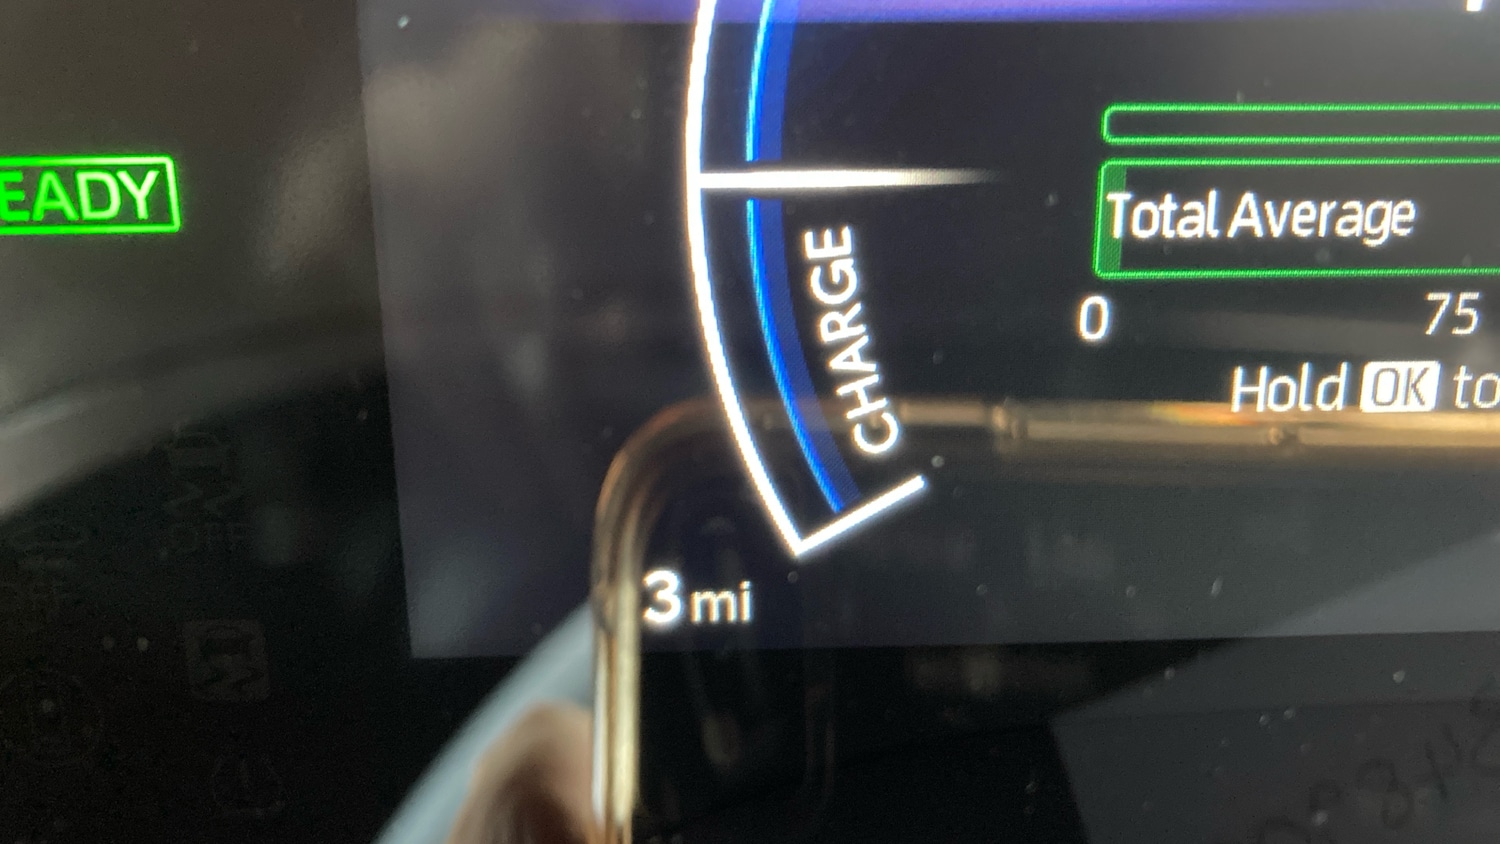 EADY
CHARGE
Total Average
0 75
Hold OK to
3 mi